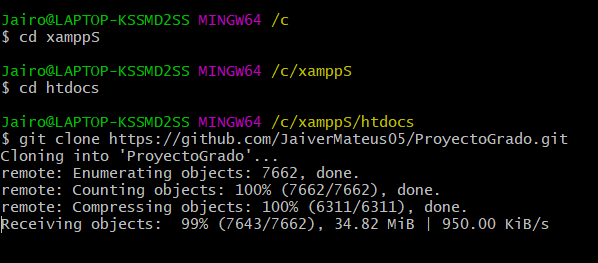 Jairo@LAPTOP-KSSMD2SS MINGW64 /c
$ cd xamppS
Jairo@LAPTOP-KSSMD2SS MINGW64 /c/xamppS
$ cd htdocs
Jairo@LAPTOP-KSSMD2SS MINGW64 /c/xamppS/htdocs
$ git clone https://github.com/JaiverMateus05/ProyectoGrado.git
Cloning into 'ProyectoGrado'...
remote: Enumerating objects: 7662, done.
remote: Counting objects: 100% (7662/7662), done.
remote: Compressing objects: 100% (6311/6311), done.
Receiving objects:  99% (7643/7662), 34.82 MiB | 950.00 KiB/s